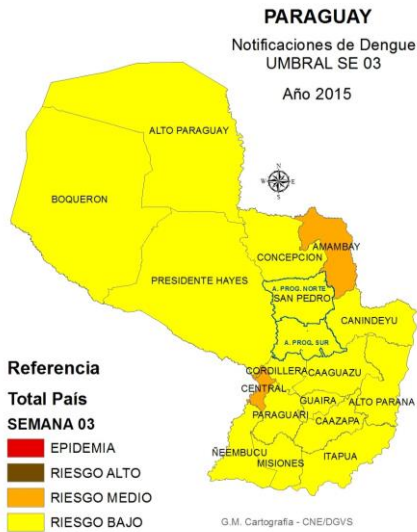 PARAGUAY
Notificaciones de Dengue
UMBRAL SE 03
Año 2015
ALTO PARAGUAY
N
W E
S
BOQUERON
AMAMBAY
CONCEPCION
PRESIDENTE HAYES
A. PROG. NORTE
SAN PEDRO
CANINDEYU
A. PROG. SUR
CORDILLERA
CAAGUAZU
CENTRAL
GUAIRA
ALTO PARANA
PARAGUARI
CAAZAPA
ÑEEMBUCU
MISIONES
ITAPUA
Referencia
Total País
SEMANA 03
EPIDEMIA
RIESGO ALTO
RIESGO MEDIO
RIESGO BAJO
G.M. Cartografía - CNE/DGVS